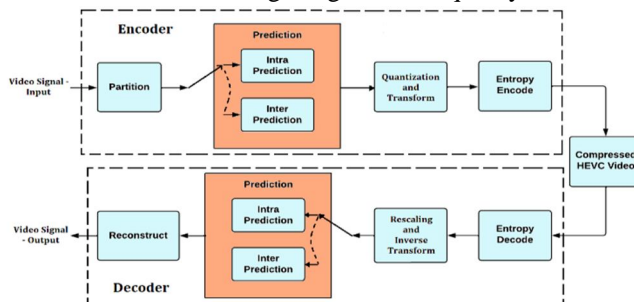 Encoder
Prediction
Video Signal -
Input
Partition
Intra
Prediction
Inter
Prediction
Quantization
and
Transform
Entropy
Encode
Compressed
HEVC Video
Prediction
Video Signal
- Output
Reconstruct
Intra
Prediction
Inter
Prediction
Rescaling
and
Inverse
Transform
Entropy
Decode
Decoder